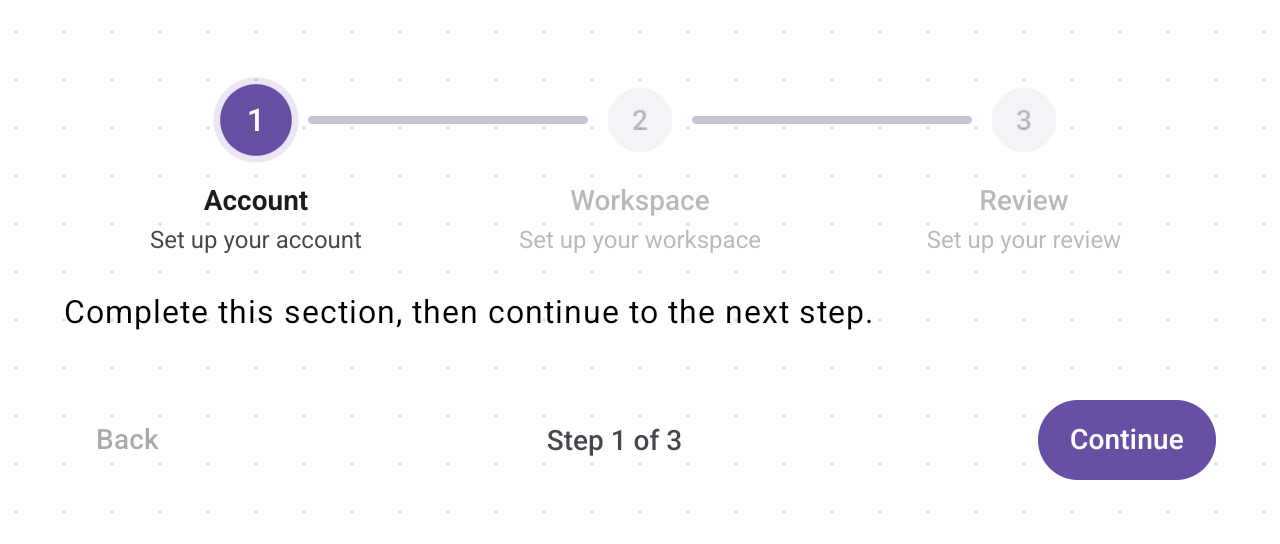 1
2
3
Account
Workspace
Review
Set up your account
Set up your workspace
Set up your review
Complete this section, then continue to the next step.
Back
Step 1 of 3
Continue